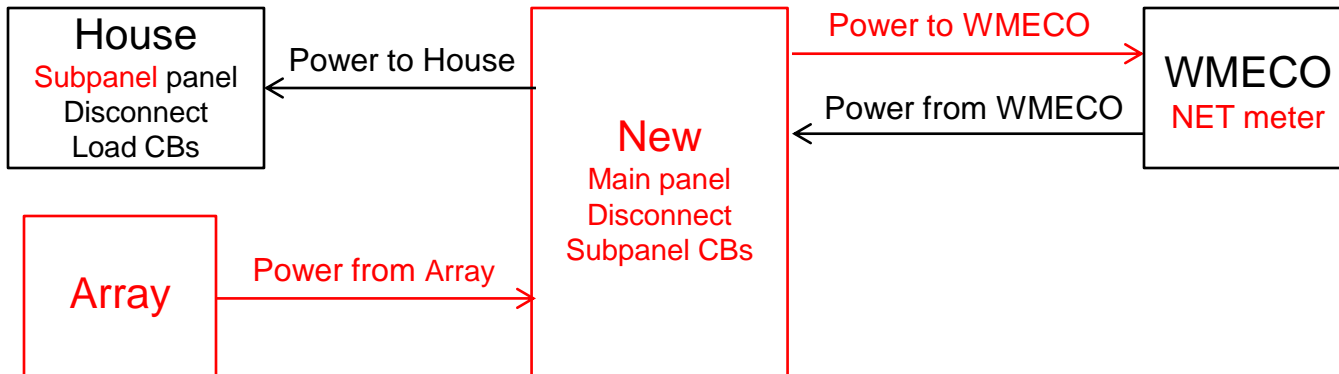 House
Subpanel panel
Disconnect
Load CBs
Power to House
New
Main panel
Disconnect
Subpanel CBs
Power to WMECO
Power from WMECO
WMECO
NET meter
Array
Power from Array